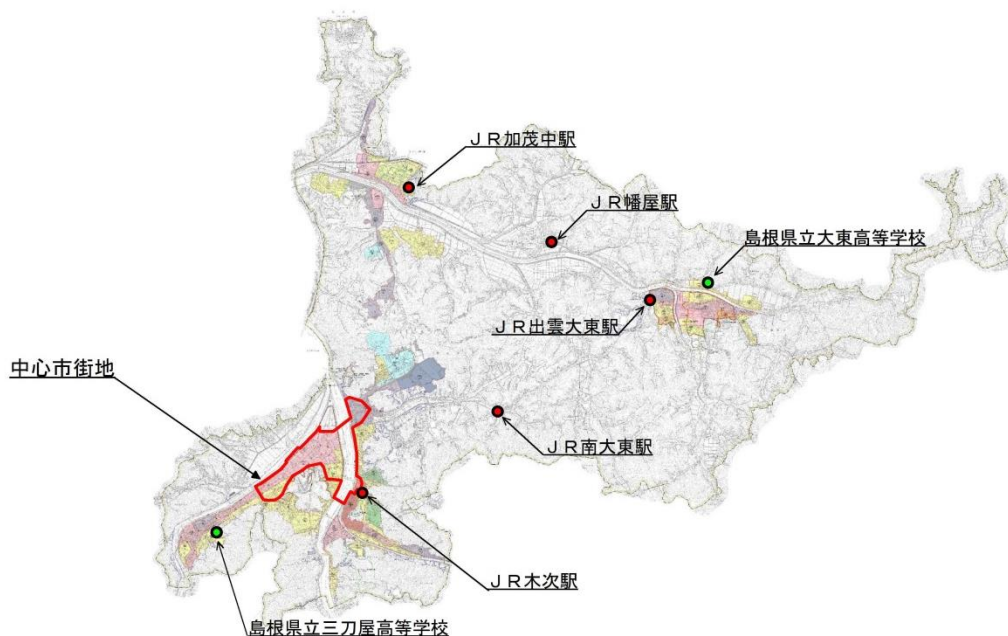 ＪＲ加茂中駅
ＪＲ幡屋駅
島根県立大東高等学校
ＪＲ出雲大東駅
中心市街地
ＪＲ南大東駅
ＪＲ木次駅
島根県立三刀屋高等学校